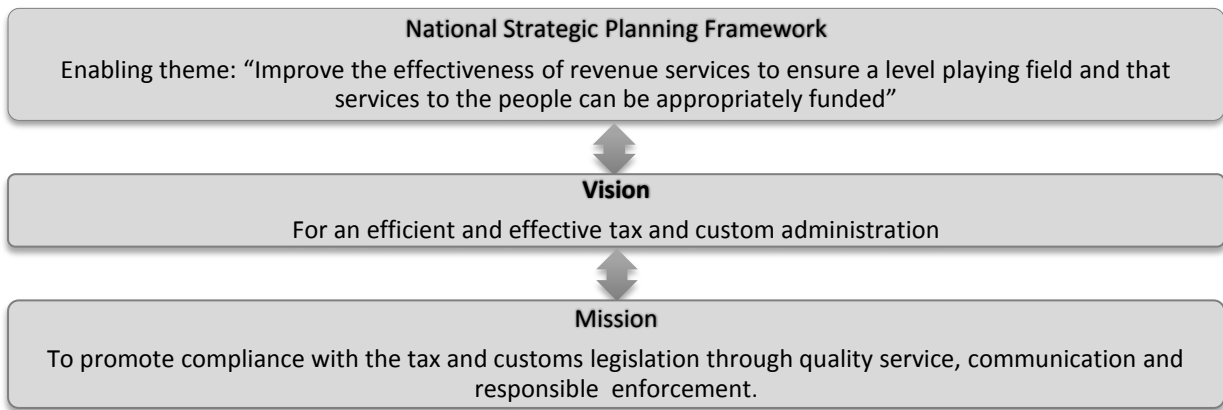 National Strategic Planning Framework
Enabling theme: “Improve the effectiveness of revenue services to ensure a level playing field and that
services to the people can be appropriately funded”
Vision
For an efficient and effective tax and custom administration
Mission
To promote compliance with the tax and customs legislation through quality service, communication and
responsible enforcement.